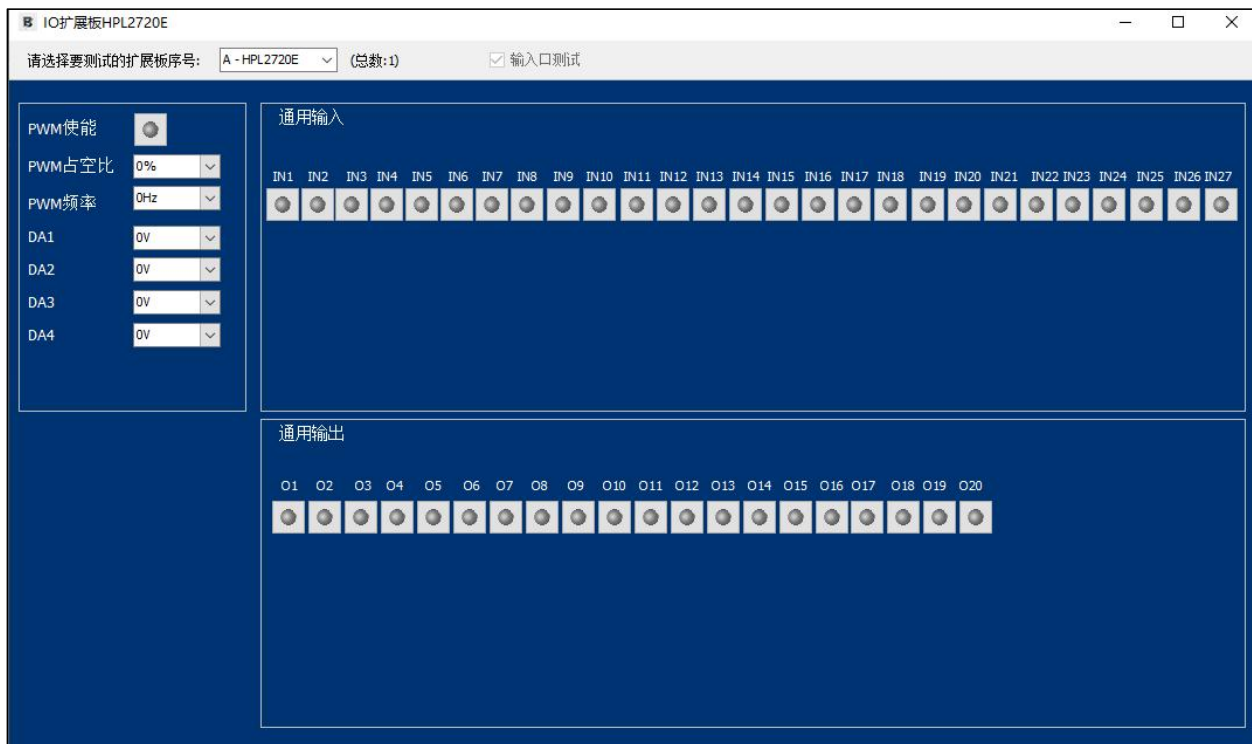 B IO扩展板HPL2720E
请选择要测试的扩展板序号: A - HPL2720E (总数:1) 输入口测试
PWM使能
PWM占空比 0%
PWM频率 0Hz
DA1 0V
DA2 0V
DA3 0V
DA4 0V
通用输入
IN1 IN2 IN3 IN4 IN5 IN6 IN7 IN8 IN9 IN10 IN11 IN12 IN13 IN14 IN15 IN16 IN17 IN18 IN19 IN20 IN21 IN22 IN23 IN24 IN25 IN26 IN27
通用输出
O1 O2 O3 O4 O5 O6 O7 O8 O9 O10 O11 O12 O13 O14 O15 O16 O17 O18 O19 O20